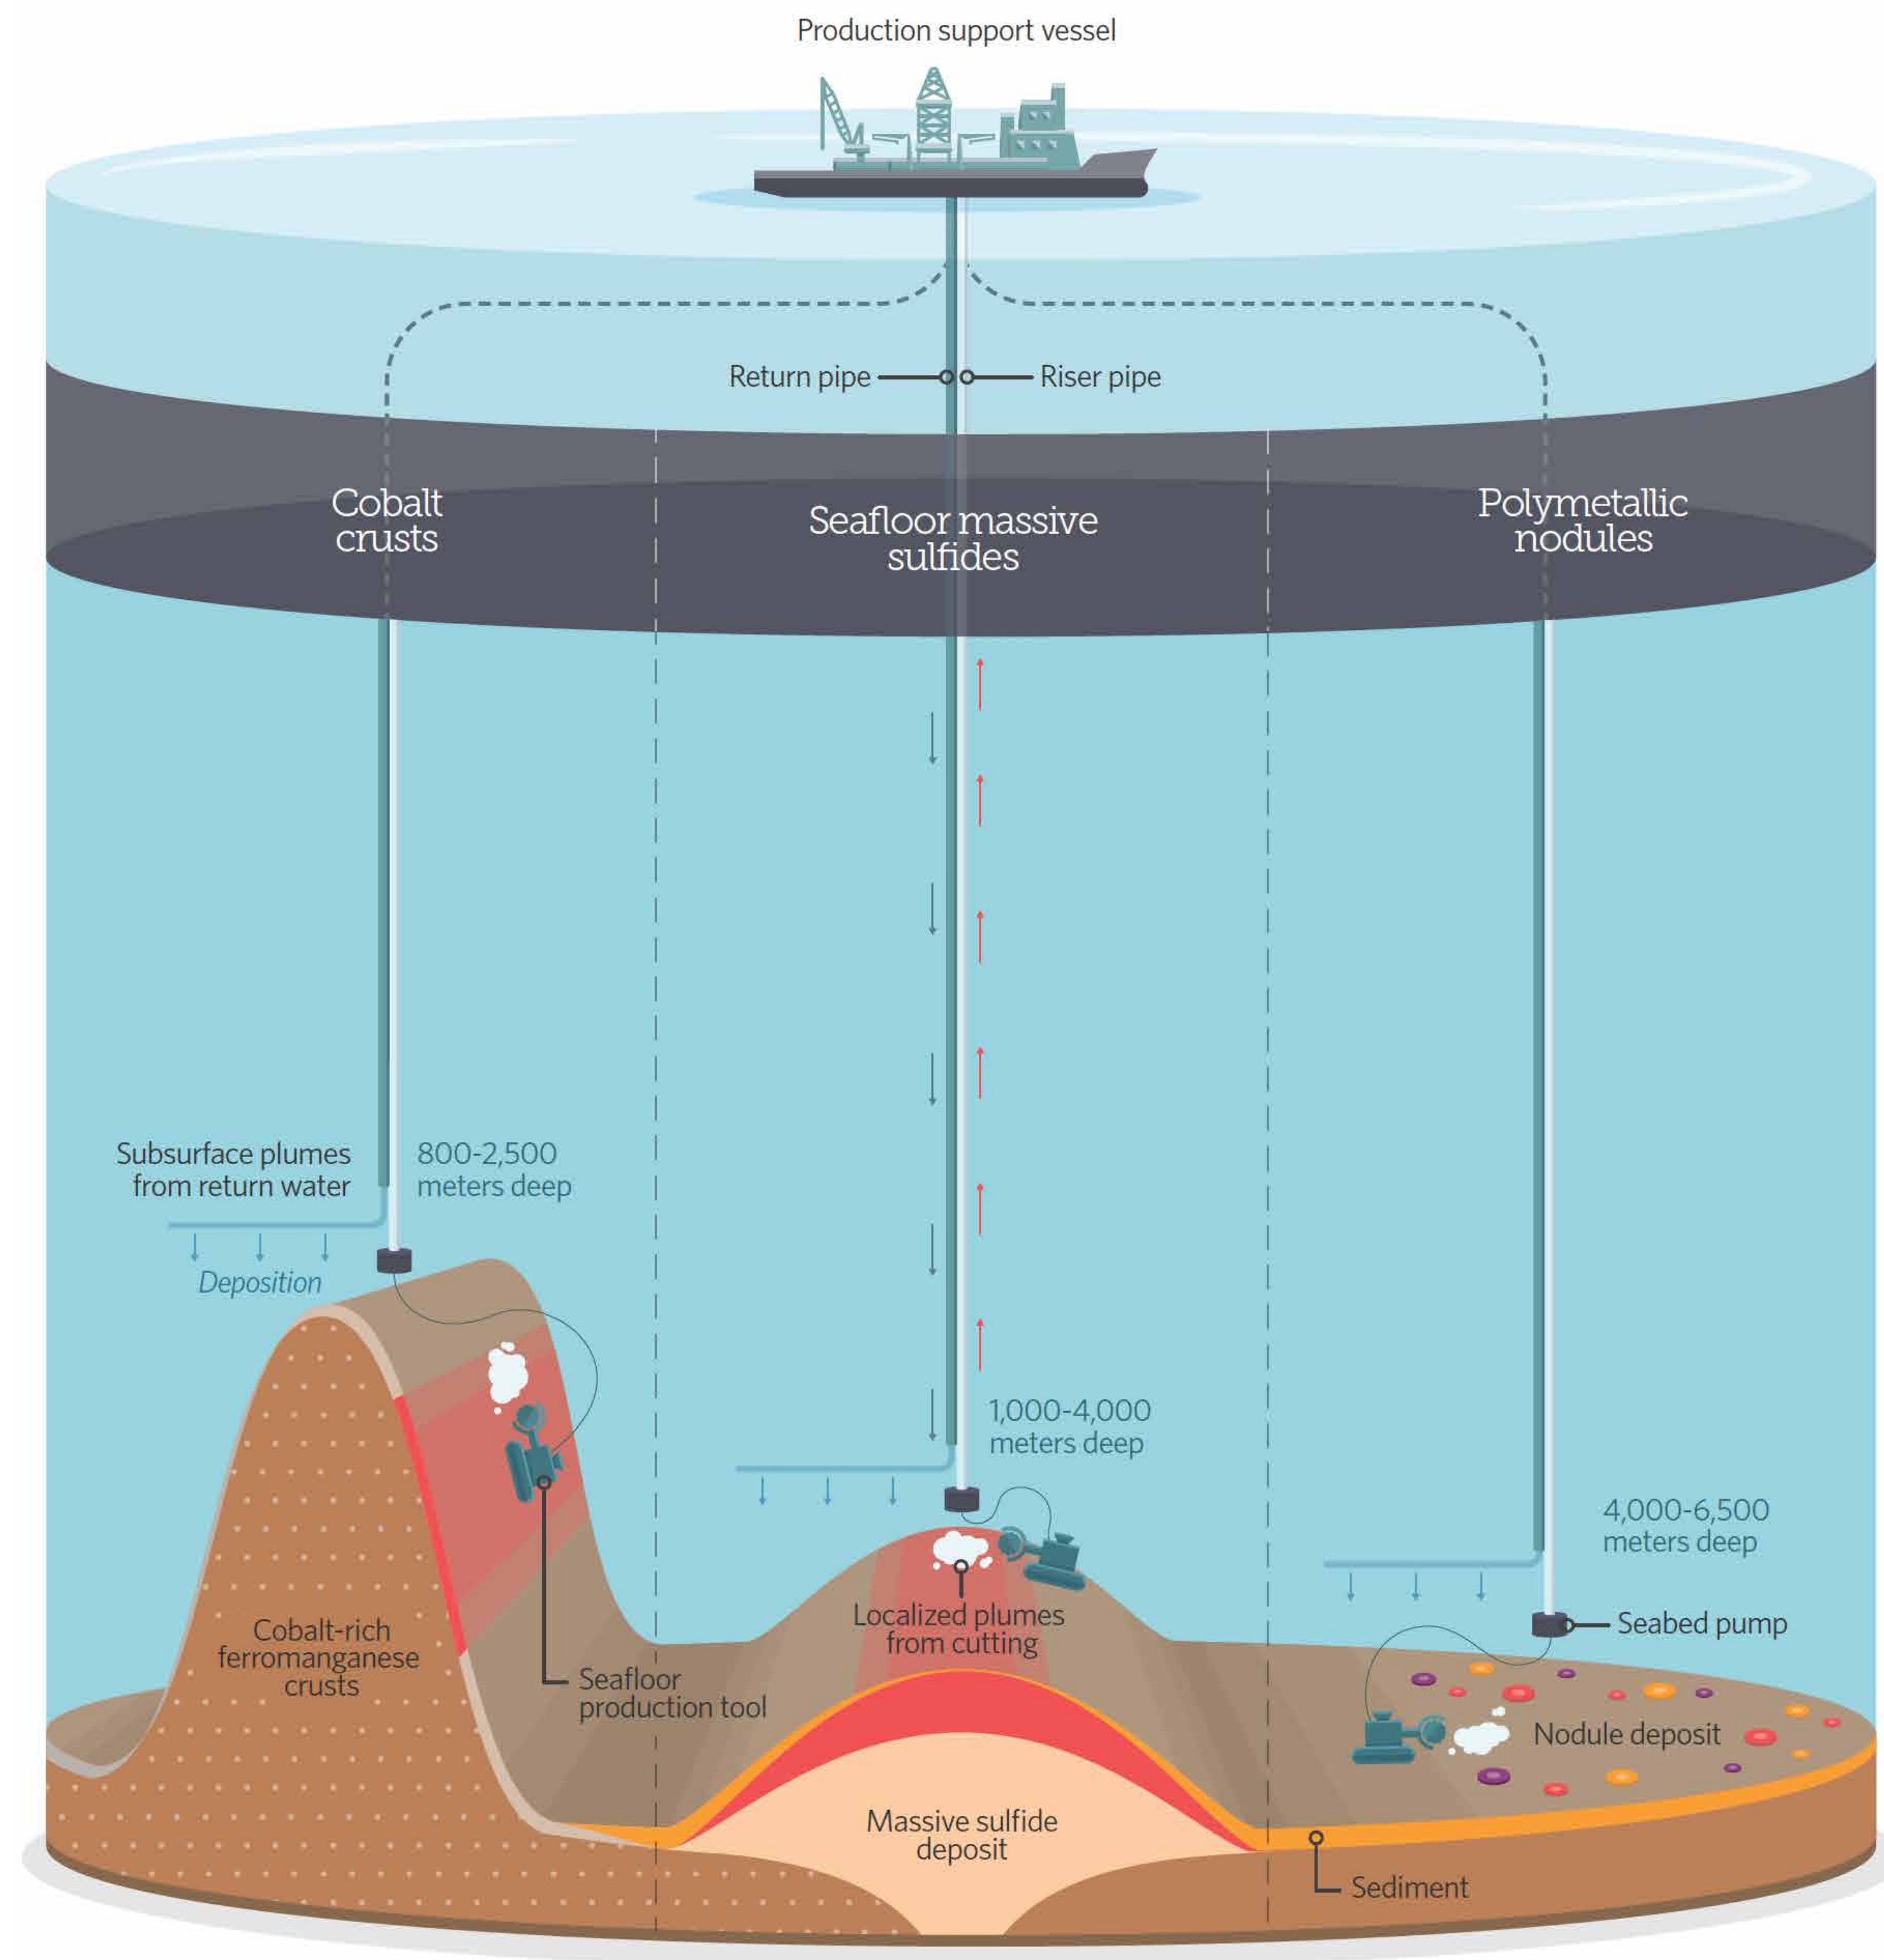 Production support vessel
Return pipe
Riser pipe
Cobalt
crusts
Seafloor massive
sulfides
Polymetallic
nodules
Subsurface plumes
from return water
800-2,500
meters deep
Deposition
1,000-4,000
meters deep
4,000-6,500
meters deep
Localized plumes
from cutting
Seabed pump
Cobalt-rich
ferromanganese
crusts
Seafloor
production tool
Nodule deposit
Massive sulfide
deposit
Sediment